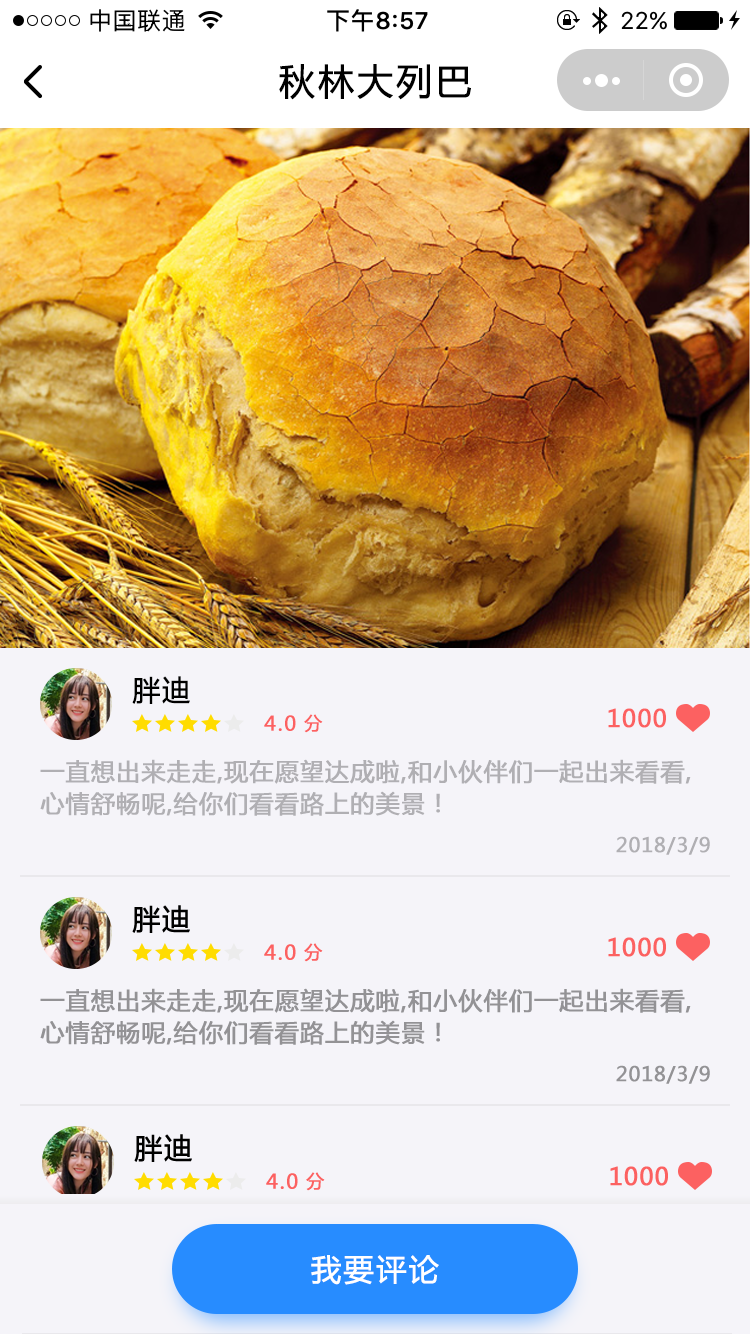 中国联通 下午8:57 22%
秋林大列巴
胖迪
4.0 分 1000
一直想出来走走,现在愿望达成啦,和小伙伴们一起出来看看,
心情舒畅呢,给你们看看路上的美景！
2018/3/9
胖迪
4.0 分 1000
一直想出来走走,现在愿望达成啦,和小伙伴们一起出来看看,
心情舒畅呢,给你们看看路上的美景！
2018/3/9
胖迪
4.0 分 1000
我要评论